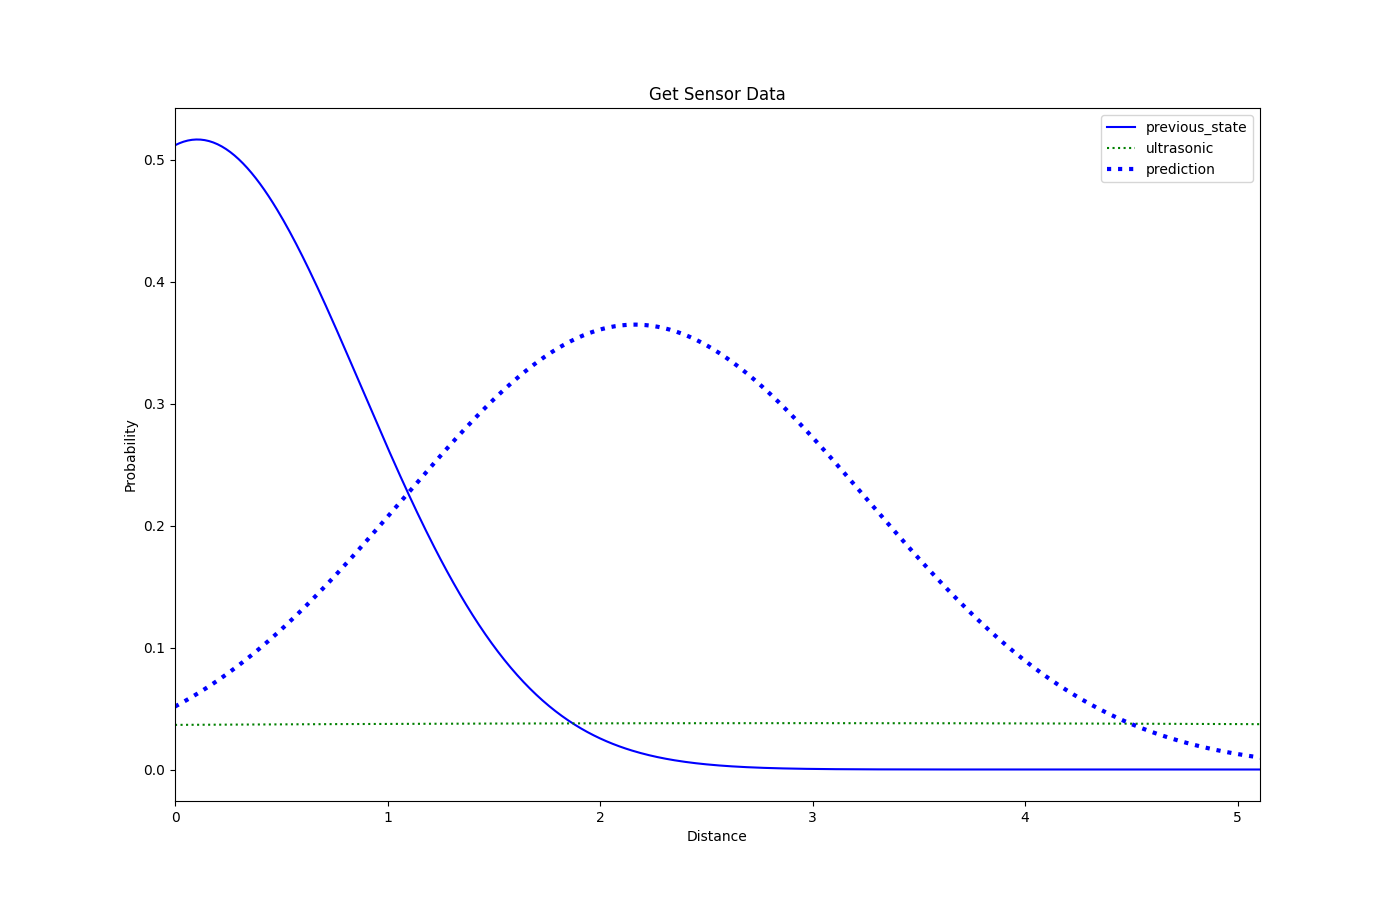 Get Sensor Data
previous_state
ultrasonic
prediction
Probability
0.5
0.4
0.3
0.2
0.1
0.0
0 1 2 3 4 5
Distance